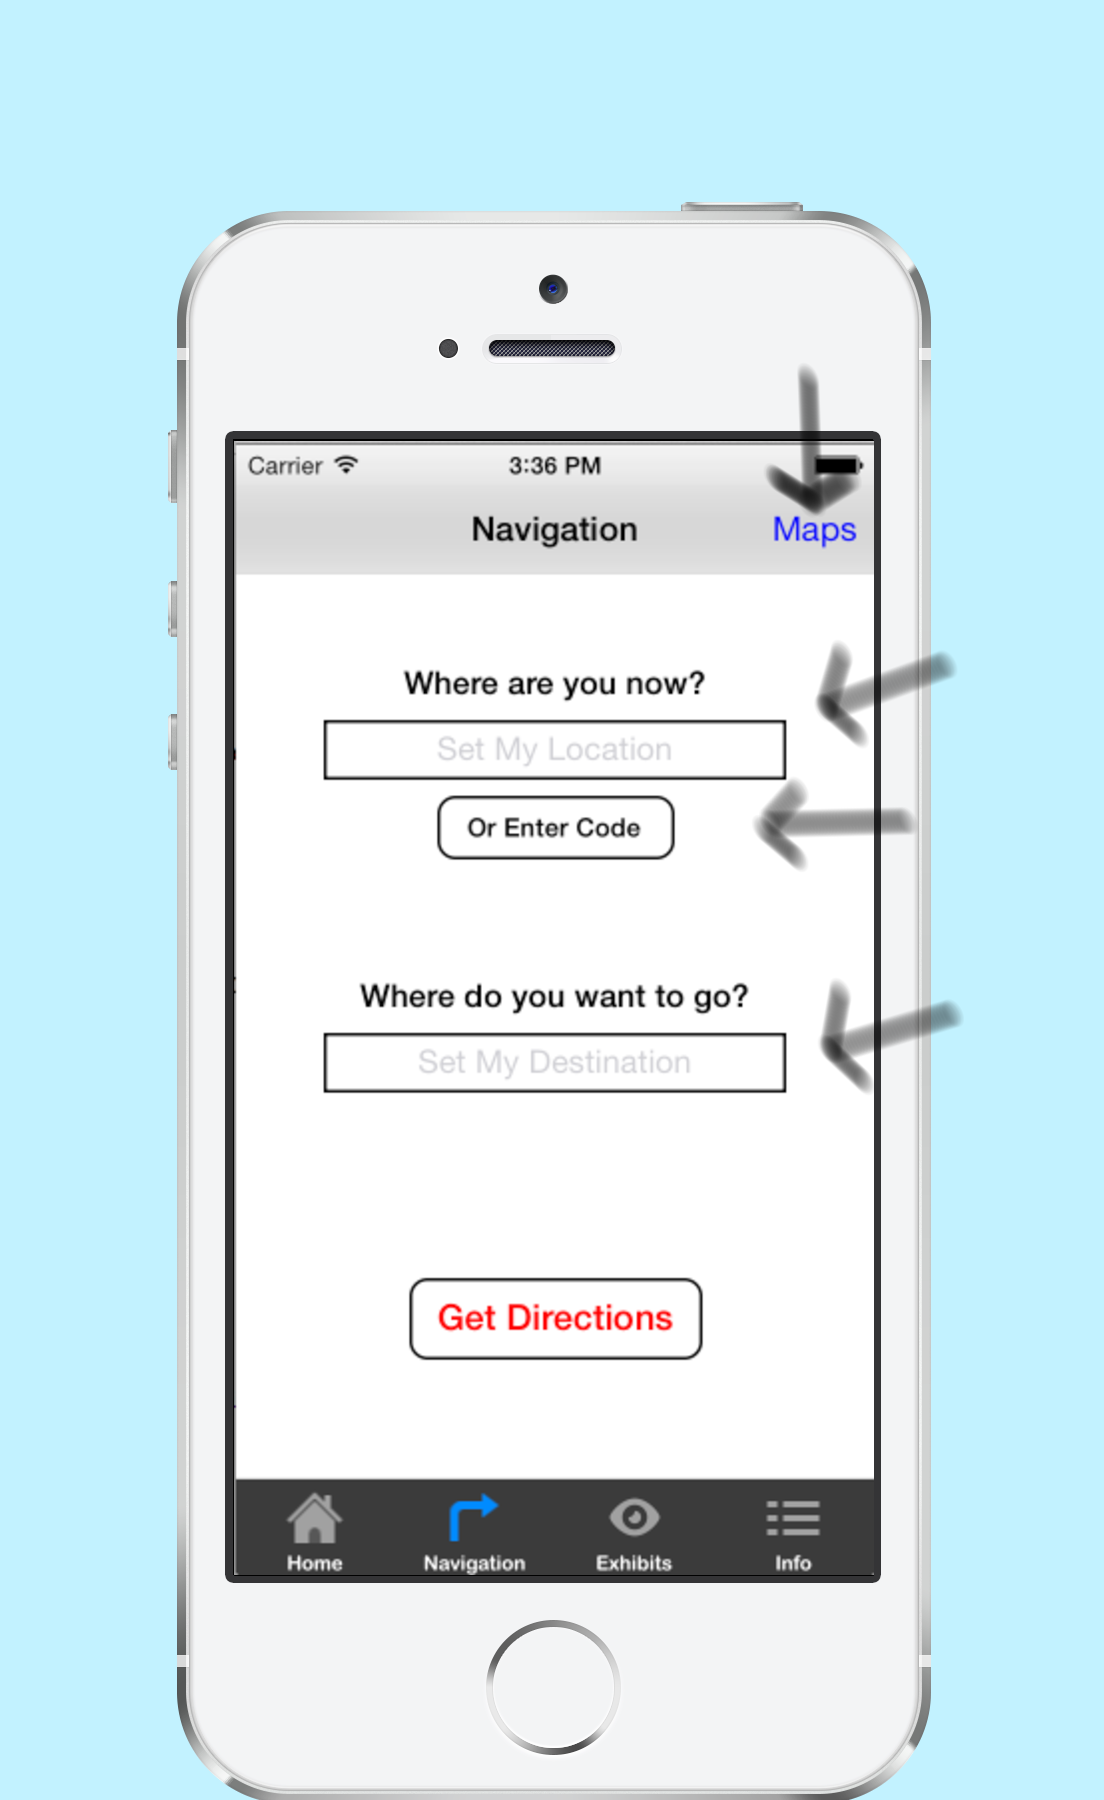 Carrier 3:36 PM
Navigation Maps
Where are you now?
Set My Location
Or Enter Code
Where do you want to go?
Set My Destination
Get Directions
Home Navigation Exhibits Info